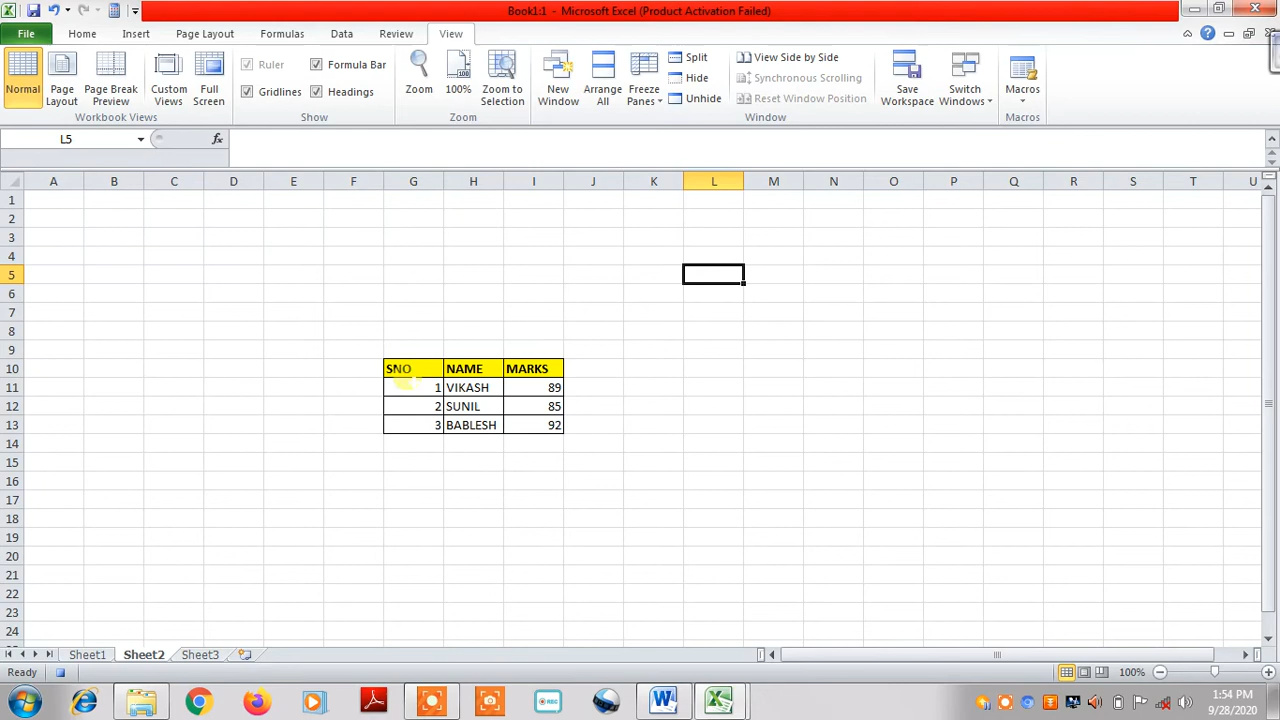 Book1:1 - Microsoft Excel (Product Activation Failed)
File Home Insert Page Layout Formulas Data Review View
Normal Page Layout Page Break Preview Custom Views Full Screen
Workbook Views
Ruler Formula Bar
Gridlines Headings
Show
Zoom 100% Zoom to Selection
Zoom
New Window Arrange All Freeze Panes
Split
Hide
Unhide
View Side by Side
Synchronous Scrolling
Reset Window Position
Window
Save Workspace Switch Windows
Macros
Macros
L5 fx
A B C D E F G H I J K L M N O P Q R S T U
1
2
3
4
5
6
7
8
9
10 SNO NAME MARKS
11 1 VIKASH 89
12 2 SUNIL 85
13 3 BABLESH 92
14
15
16
17
18
19
20
21
22
23
24
Sheet1 Sheet2 Sheet3
Ready 100%
1:54 PM
9/28/2020